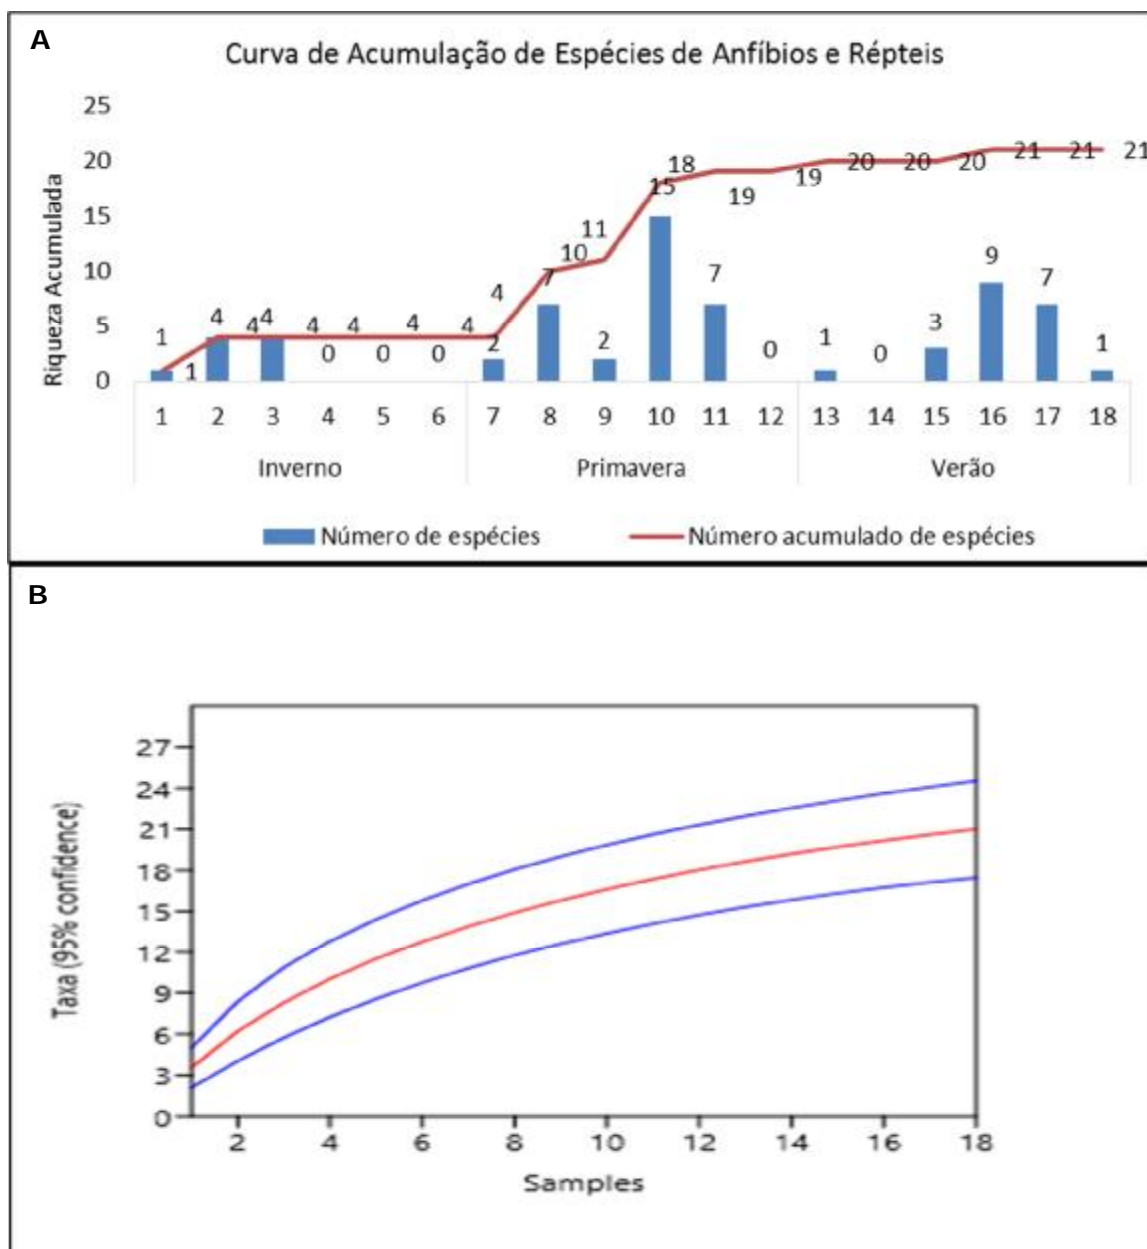 A
Curva de Acumulação de Espécies de Anfíbios e Répteis
Riqueza Acumulada
25
20
15
10
5
0
18 20 20 20 21 21 21
15 19 19
11
10
7 7 9 7
4 4 4 4 4 4 4 4
1 1 0 0 0 2 2 0 1 0 3 1
1 2 3 4 5 6 7 8 9 10 11 12 13 14 15 16 17 18
Inverno Primavera Verão
Número de espécies Número acumulado de espécies
B
Taxa (95% confidence)
27
24
21
18
15
12
9
6
3
0
2 4 6 8 10 12 14 16 18
Samples